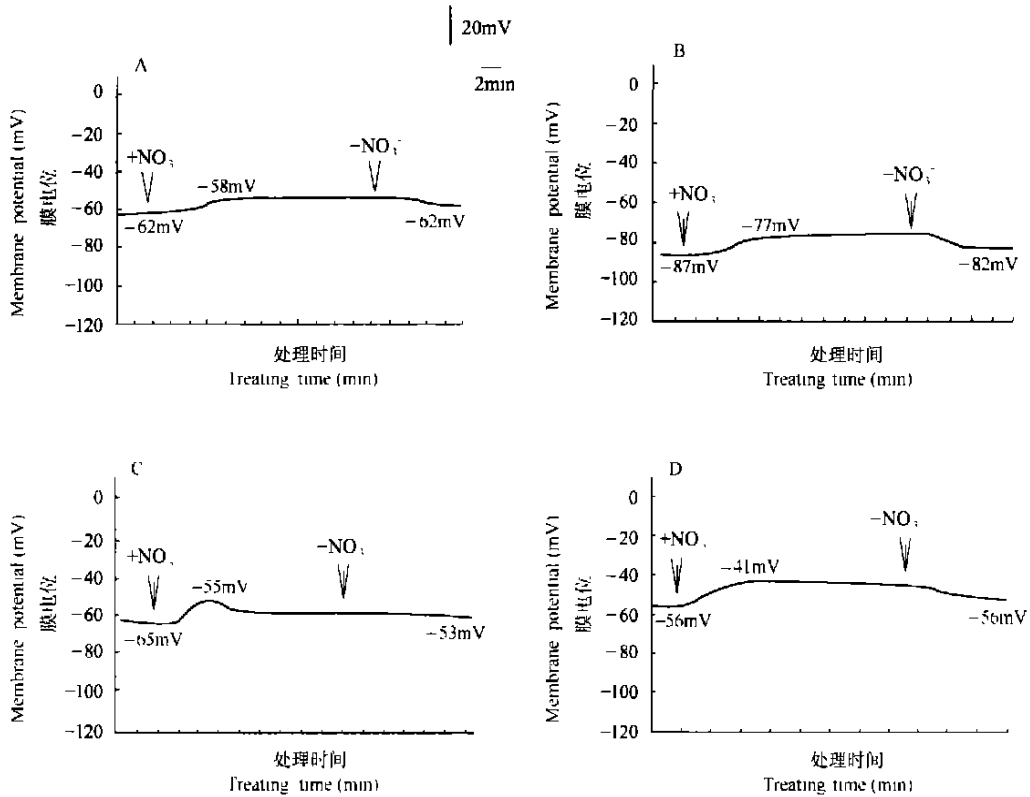 20mV
2min
A
0
−20
−40
−60
−80
−100
−120
Membrane potential (mV)
膜电位
+NO₃
−58mV
−NO₃⁻
−62mV
−62mV
处理时间
Treating time (min)
B
0
−20
−40
−60
−80
−100
−120
Membrane potential (mV)
膜电位
+NO₃
−77mV
−NO₃⁻
−87mV
−82mV
处理时间
Treating time (min)
C
0
−20
−40
−60
−80
−100
−120
Membrane potential (mV)
膜电位
+NO
−55mV
−NO₃
−65mV
−53mV
处理时间
Treating time (min)
D
0
−20
−40
−60
−80
−100
−120
Membrane potential (mV)
膜电位
+NO
−41mV
−NO₃
−56mV
−56mV
处理时间
Treating time (min)